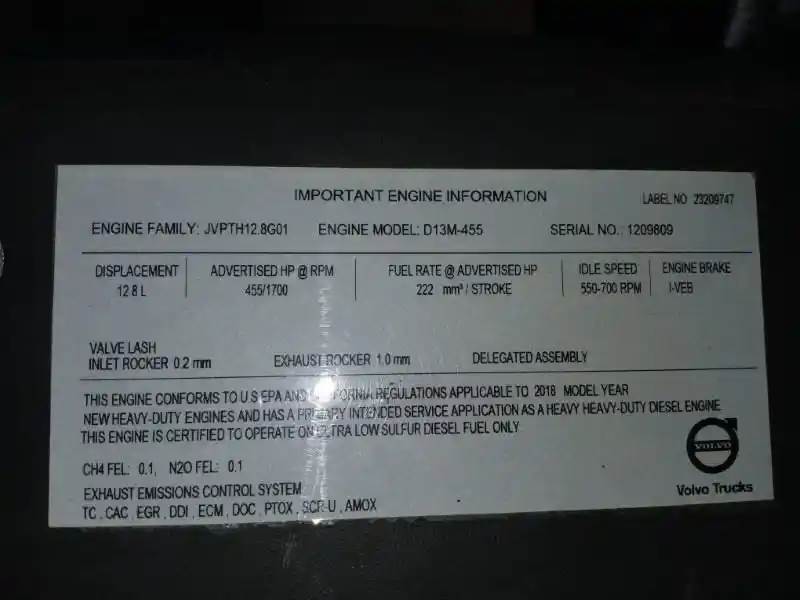 IMPORTANT ENGINE INFORMATION LABEL NO 23209747
ENGINE FAMILY: JVPTH12.8G01 ENGINE MODEL: D13M-455 SERIAL NO.: 1209809
DISPLACEMENT ADVERTISED HP @ RPM FUEL RATE @ ADVERTISED HP IDLE SPEED ENGINE BRAKE
12.8 L 455/1700 222 mm³ / STROKE 550-700 RPM I-VEB
VALVE LASH
INLET ROCKER 0.2 mm EXHAUST ROCKER 1.0 mm DELEGATED ASSEMBLY
THIS ENGINE CONFORMS TO U.S EPA AND CALIFORNIA REGULATIONS APPLICABLE TO 2018 MODEL YEAR
NEW HEAVY-DUTY ENGINES AND HAS A PRIMARY INTENDED SERVICE APPLICATION AS A HEAVY HEAVY-DUTY DIESEL ENGINE
THIS ENGINE IS CERTIFIED TO OPERATE ON ULTRA LOW SULFUR DIESEL FUEL ONLY
CH4 FEL: 0.1, N2O FEL: 0.1
EXHAUST EMISSIONS CONTROL SYSTEM
TC , CAC , EGR , DDI , ECM , DOC , PTOX , SCR-U , AMOX
VOLVO
Volvo Trucks